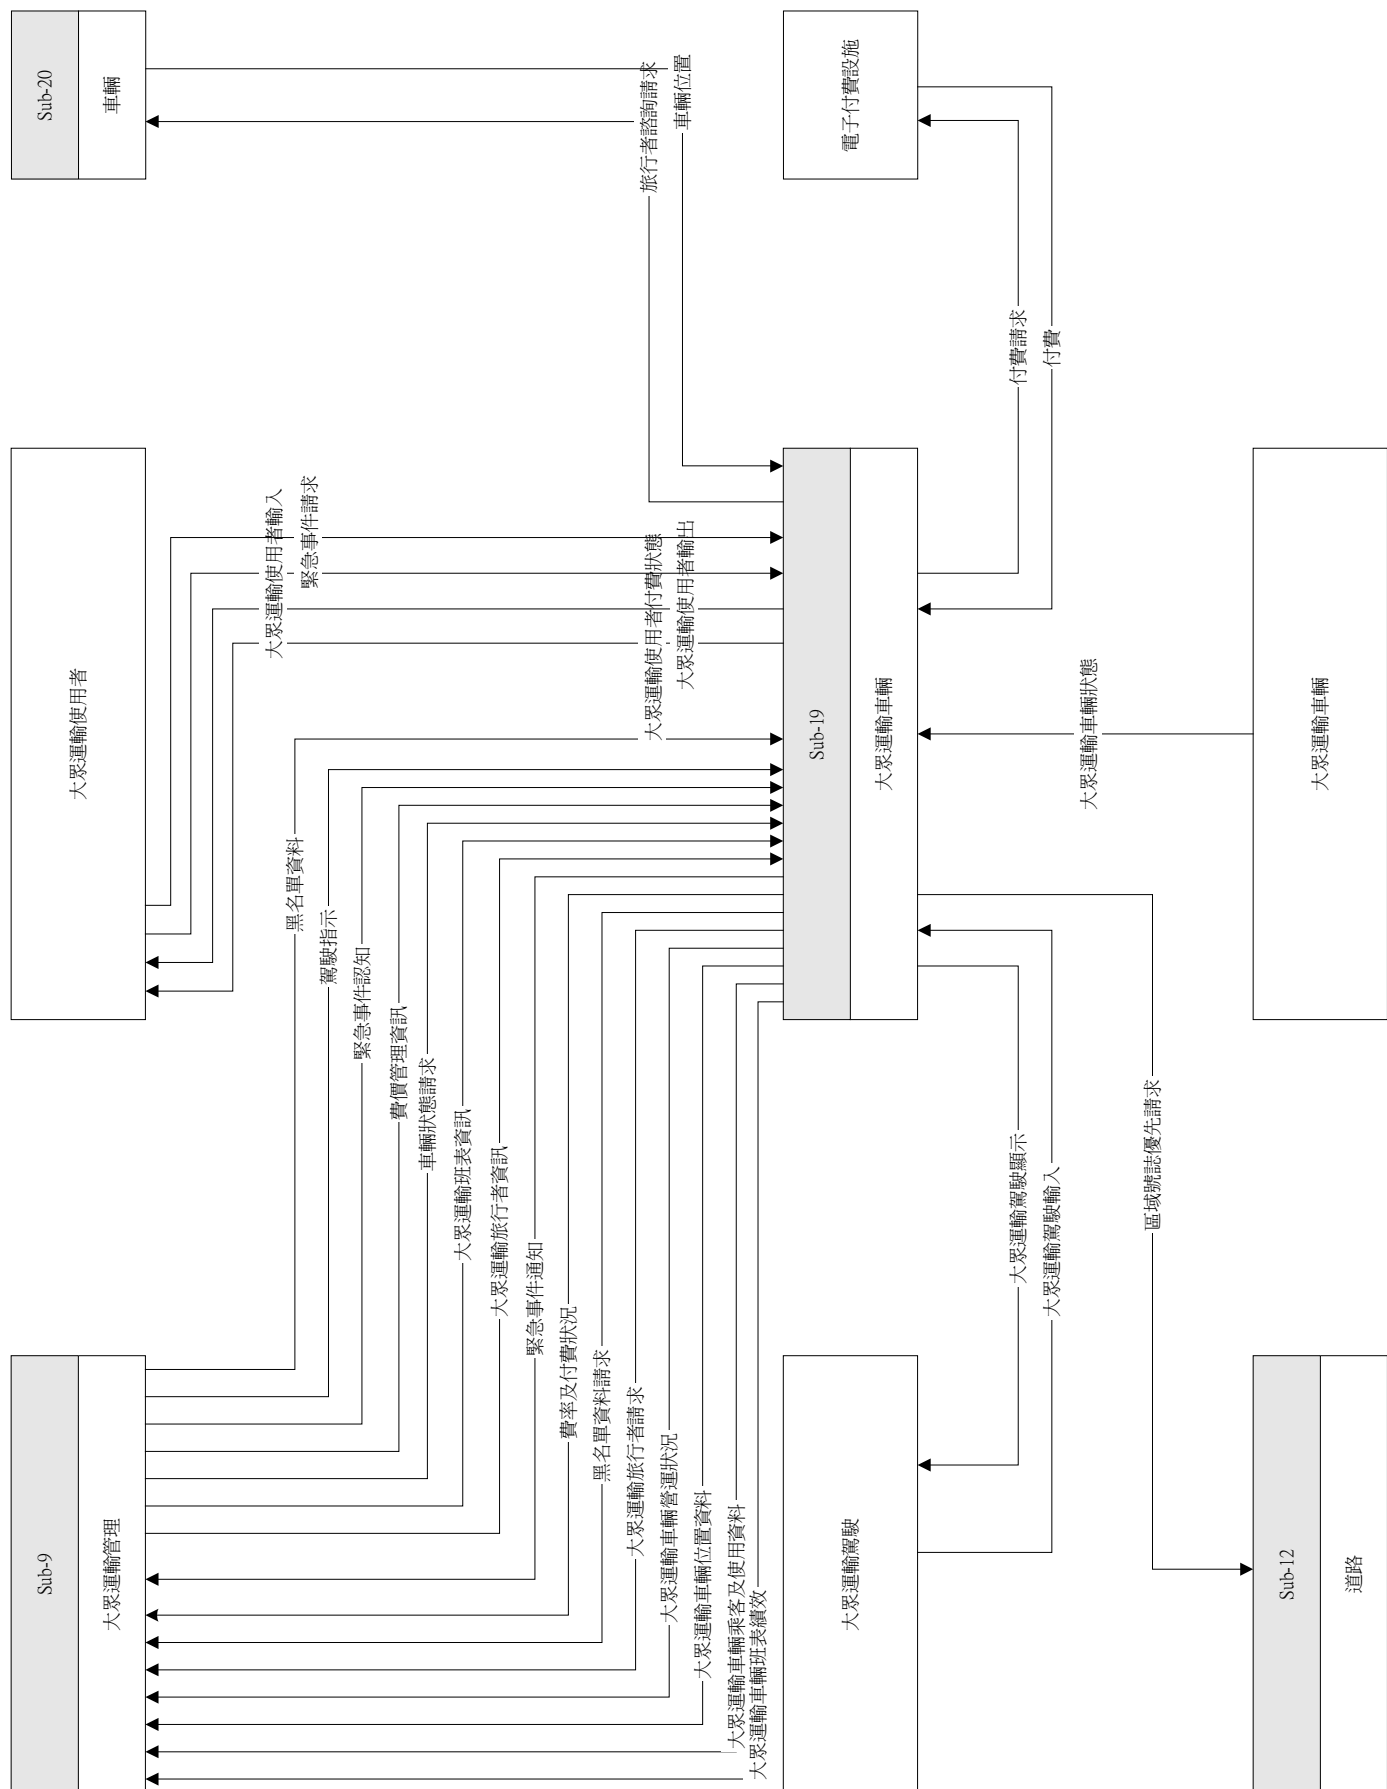 Sub-9
大眾運輸管理
大眾運輸使用者
Sub-20
車輛
黑名單資料
駕駛指示
緊急事件認知
費價管理資訊
車輛狀態請求
大眾運輸班表資訊
大眾運輸旅行者資訊
緊急事件通知
費率及付費狀況
黑名單資料請求
大眾運輸旅行者請求
大眾運輸車輛營運狀況
大眾運輸車輛位置資料
大眾運輸車輛乘客及使用資料
大眾運輸車輛班表績效
大眾運輸使用者輸入
緊急事件請求
大眾運輸使用者付費狀態
大眾運輸使用者輸出
旅行者諮詢請求
車輛位置
大眾運輸駕駛
Sub-19
大眾運輸車輛
電子付費設施
大眾運輸駕駛顯示
大眾運輸駕駛輸入
付費請求
付費
大眾運輸車輛狀態
區域號誌優先請求
Sub-12
道路
大眾運輸車輛